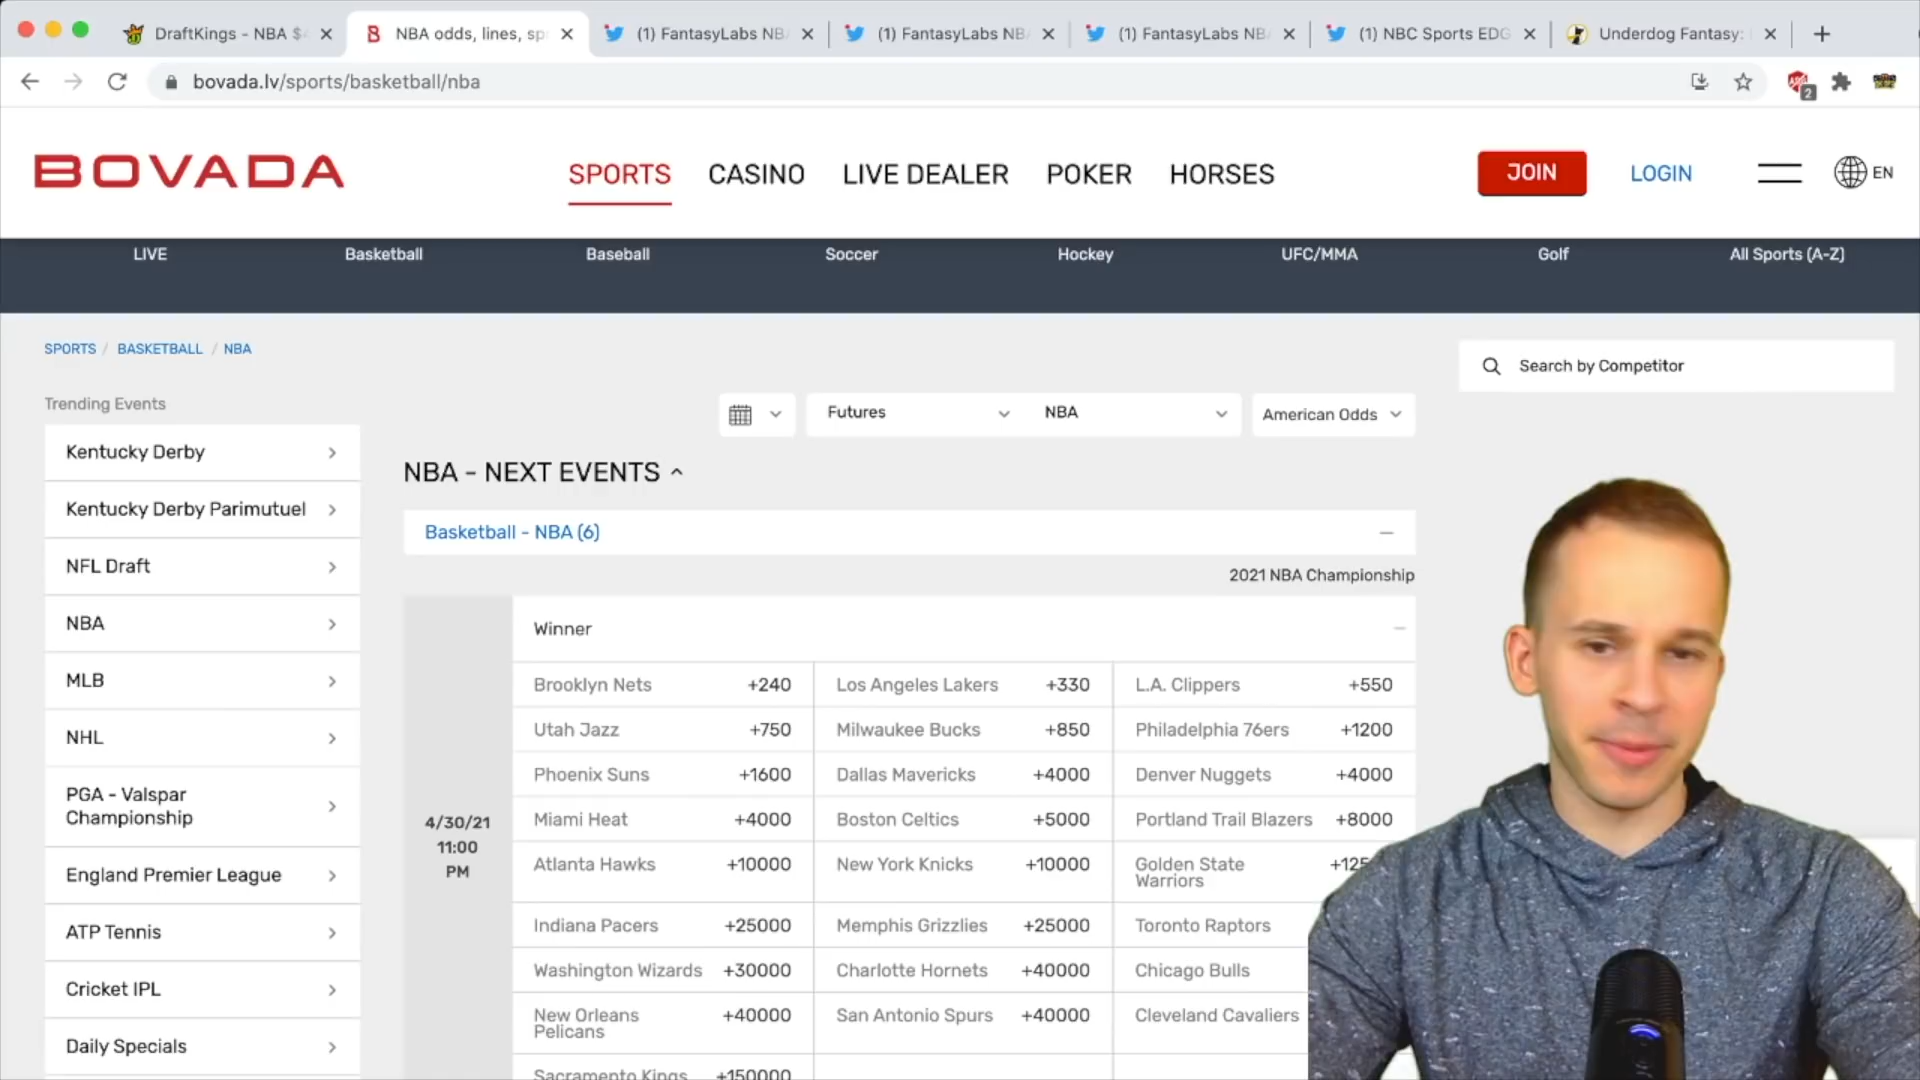 DraftKings - NBA $
NBA odds, lines, sp
(1) FantasyLabs NB
(1) FantasyLabs NB
(1) FantasyLabs NB
(1) NBC Sports EDG
Underdog Fantasy:
bovada.lv/sports/basketball/nba
2
BOVADA
SPORTS CASINO LIVE DEALER POKER HORSES
JOIN LOGIN EN
LIVE Basketball Baseball Soccer Hockey UFC/MMA Golf All Sports (A-Z)
SPORTS / BASKETBALL / NBA
Search by Competitor
Trending Events
Kentucky Derby
Kentucky Derby Parimutuel
NFL Draft
NBA
MLB
NHL
PGA - Valspar
Championship
England Premier League
ATP Tennis
Cricket IPL
Daily Specials
Futures NBA American Odds
NBA - NEXT EVENTS
Basketball - NBA (6)
2021 NBA Championship
4/30/21
11:00
PM
Winner
Brooklyn Nets +240 Los Angeles Lakers +330 L.A. Clippers +550
Utah Jazz +750 Milwaukee Bucks +850 Philadelphia 76ers +1200
Phoenix Suns +1600 Dallas Mavericks +4000 Denver Nuggets +4000
Miami Heat +4000 Boston Celtics +5000 Portland Trail Blazers +8000
Atlanta Hawks +10000 New York Knicks +10000 Golden State +125
Warriors
Indiana Pacers +25000 Memphis Grizzlies +25000 Toronto Raptors
Washington Wizards +30000 Charlotte Hornets +40000 Chicago Bulls
New Orleans +40000 San Antonio Spurs +40000 Cleveland Cavaliers
Pelicans
Sacramento Kings +150000